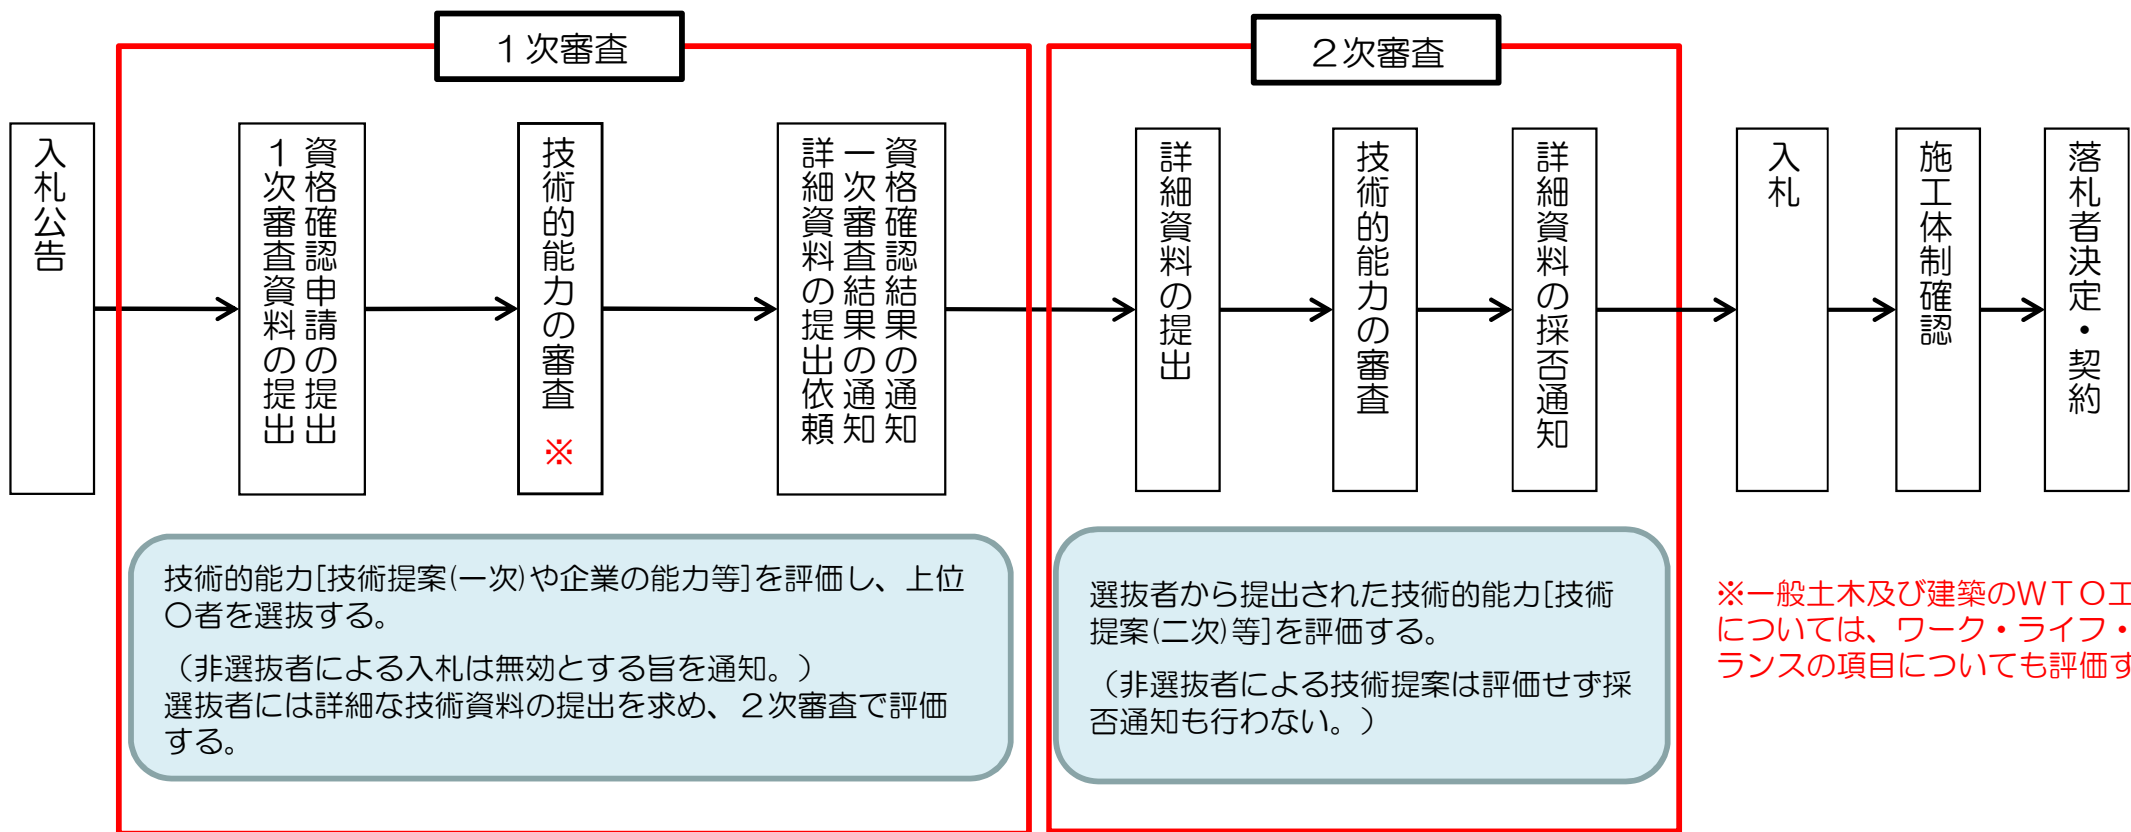 １次審査
２次審査
入札公告
資格確認申請の提出
１次審査資料の提出
技術的能力の審査 ※
資格確認結果の通知
一次審査結果の通知
詳細資料の提出依頼
詳細資料の提出
技術的能力の審査
詳細資料の採否通知
入札
施工体制確認
落札者決定・契約
技術的能力[技術提案(一次)や企業の能力等]を評価し、上位
〇者を選抜する。
（非選抜者による入札は無効とする旨を通知。）
選抜者には詳細な技術資料の提出を求め、２次審査で評価
する。
選抜者から提出された技術的能力[技術
提案(二次)等]を評価する。
（非選抜者による技術提案は評価せず採
否通知も行わない。）
※一般土木及び建築のＷＴＯエ
については、ワーク・ライフ・
ランスの項目についても評価す